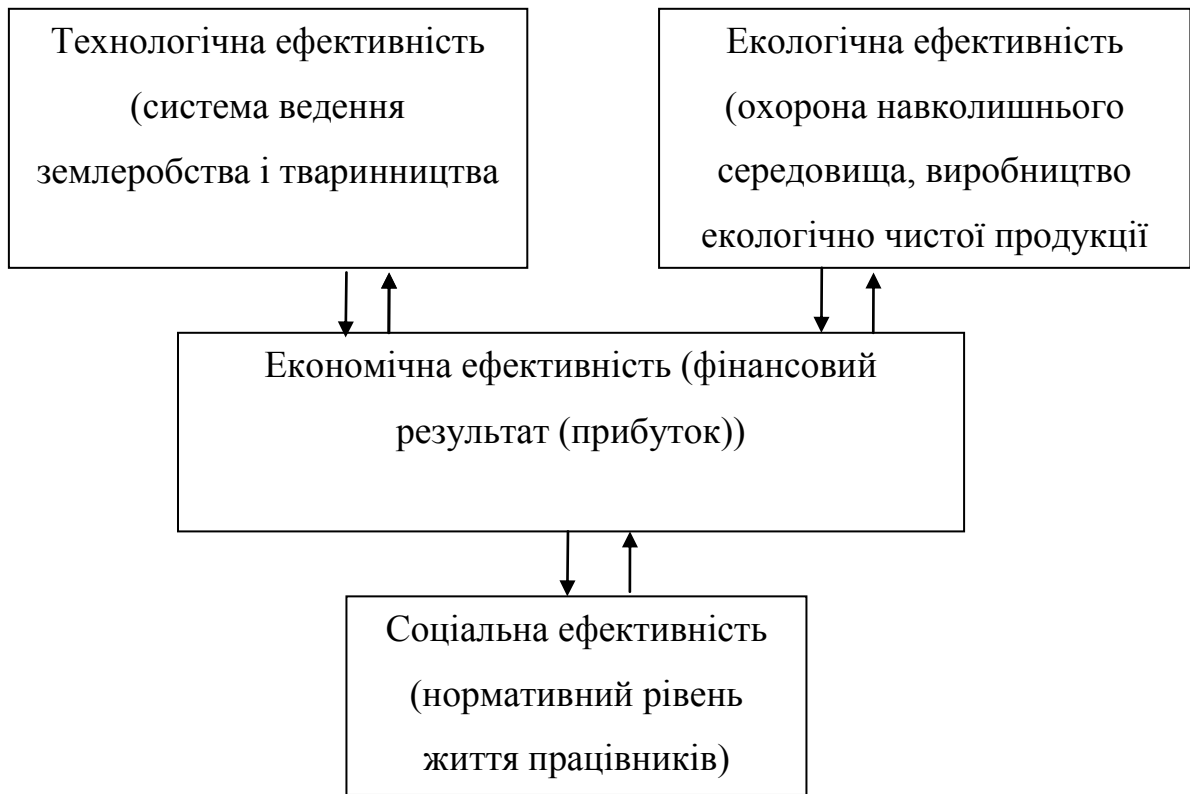 Технологічна ефективність
(система ведення
землеробства і тваринництва
Екологічна ефективність
(охорона навколишнього
середовища, виробництво
екологічно чистої продукції
Економічна ефективність (фінансовий
результат (прибуток))
Соціальна ефективність
(нормативний рівень
життя працівників)